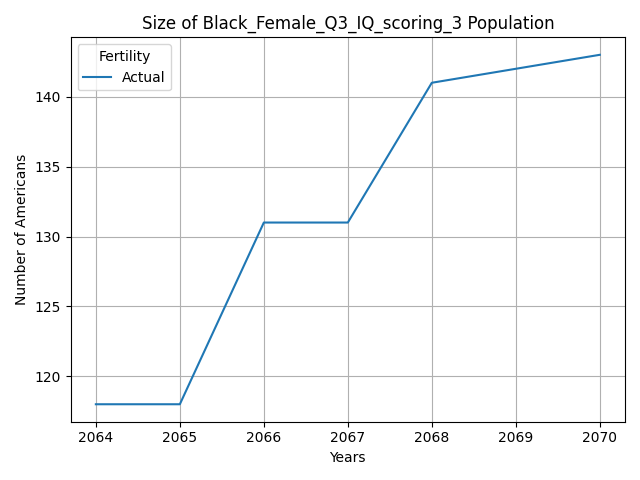 Size of Black_Female_Q3_IQ_scoring_3 Population
Fertility
Actual
Number of Americans
140
135
130
125
120
2064 2065 2066 2067 2068 2069 2070
Years